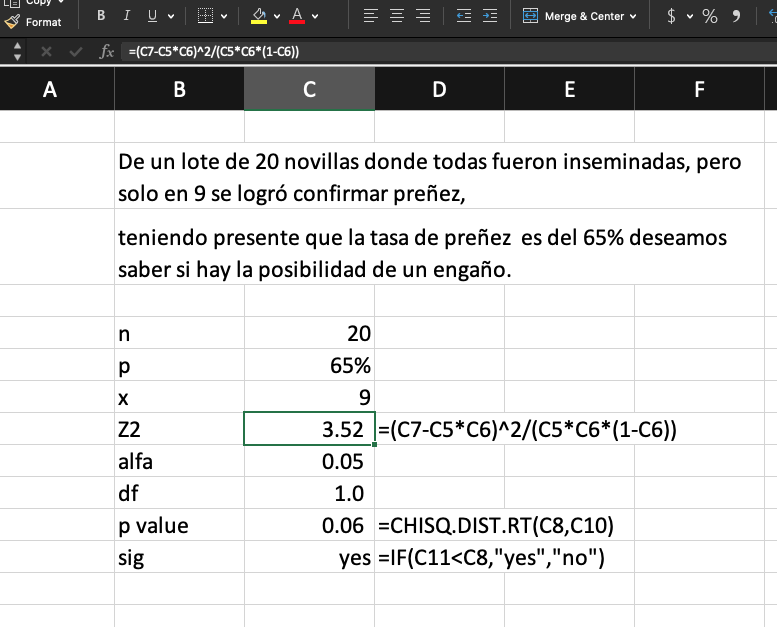 Copy
Format
B I U A Merge & Center $ % 9
fx =(C7-C5*C6)^2/(C5*C6*(1-C6))
A B C D E F
De un lote de 20 novillas donde todas fueron inseminadas, pero
solo en 9 se logró confirmar preñez,
teniendo presente que la tasa de preñez es del 65% deseamos
saber si hay la posibilidad de un engaño.
n 20
p 65%
x 9
Z2 3.52 =(C7-C5*C6)^2/(C5*C6*(1-C6))
alfa 0.05
df 1.0
p value 0.06 =CHISQ.DIST.RT(C8,C10)
sig yes =IF(C11<C8,"yes","no")